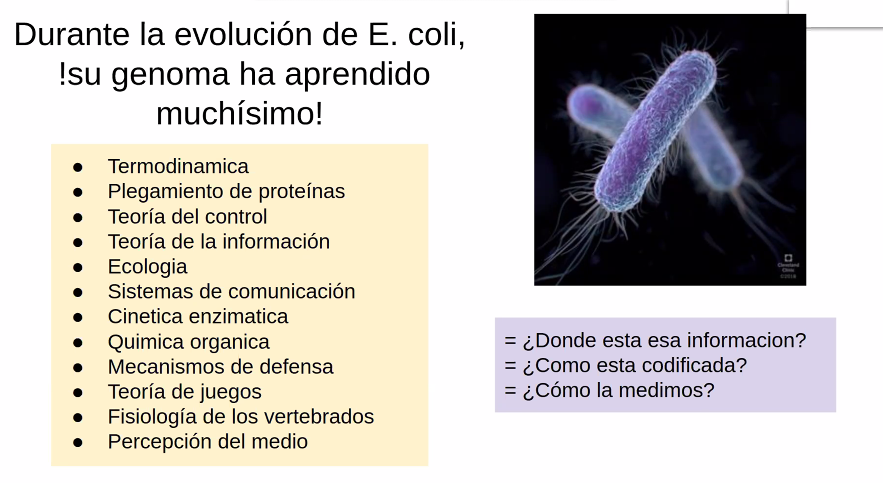 Durante la evolución de E. coli,
!su genoma ha aprendido
muchísimo!
● Termodinamica
● Plegamiento de proteínas
● Teoría del control
● Teoría de la información
● Ecologia
● Sistemas de comunicación
● Cinetica enzimatica
● Quimica organica
● Mecanismos de defensa
● Teoría de juegos
● Fisiología de los vertebrados
● Percepción del medio
Cleveland
Clinic
©2018
= ¿Donde esta esa informacion?
= ¿Como esta codificada?
= ¿Cómo la medimos?